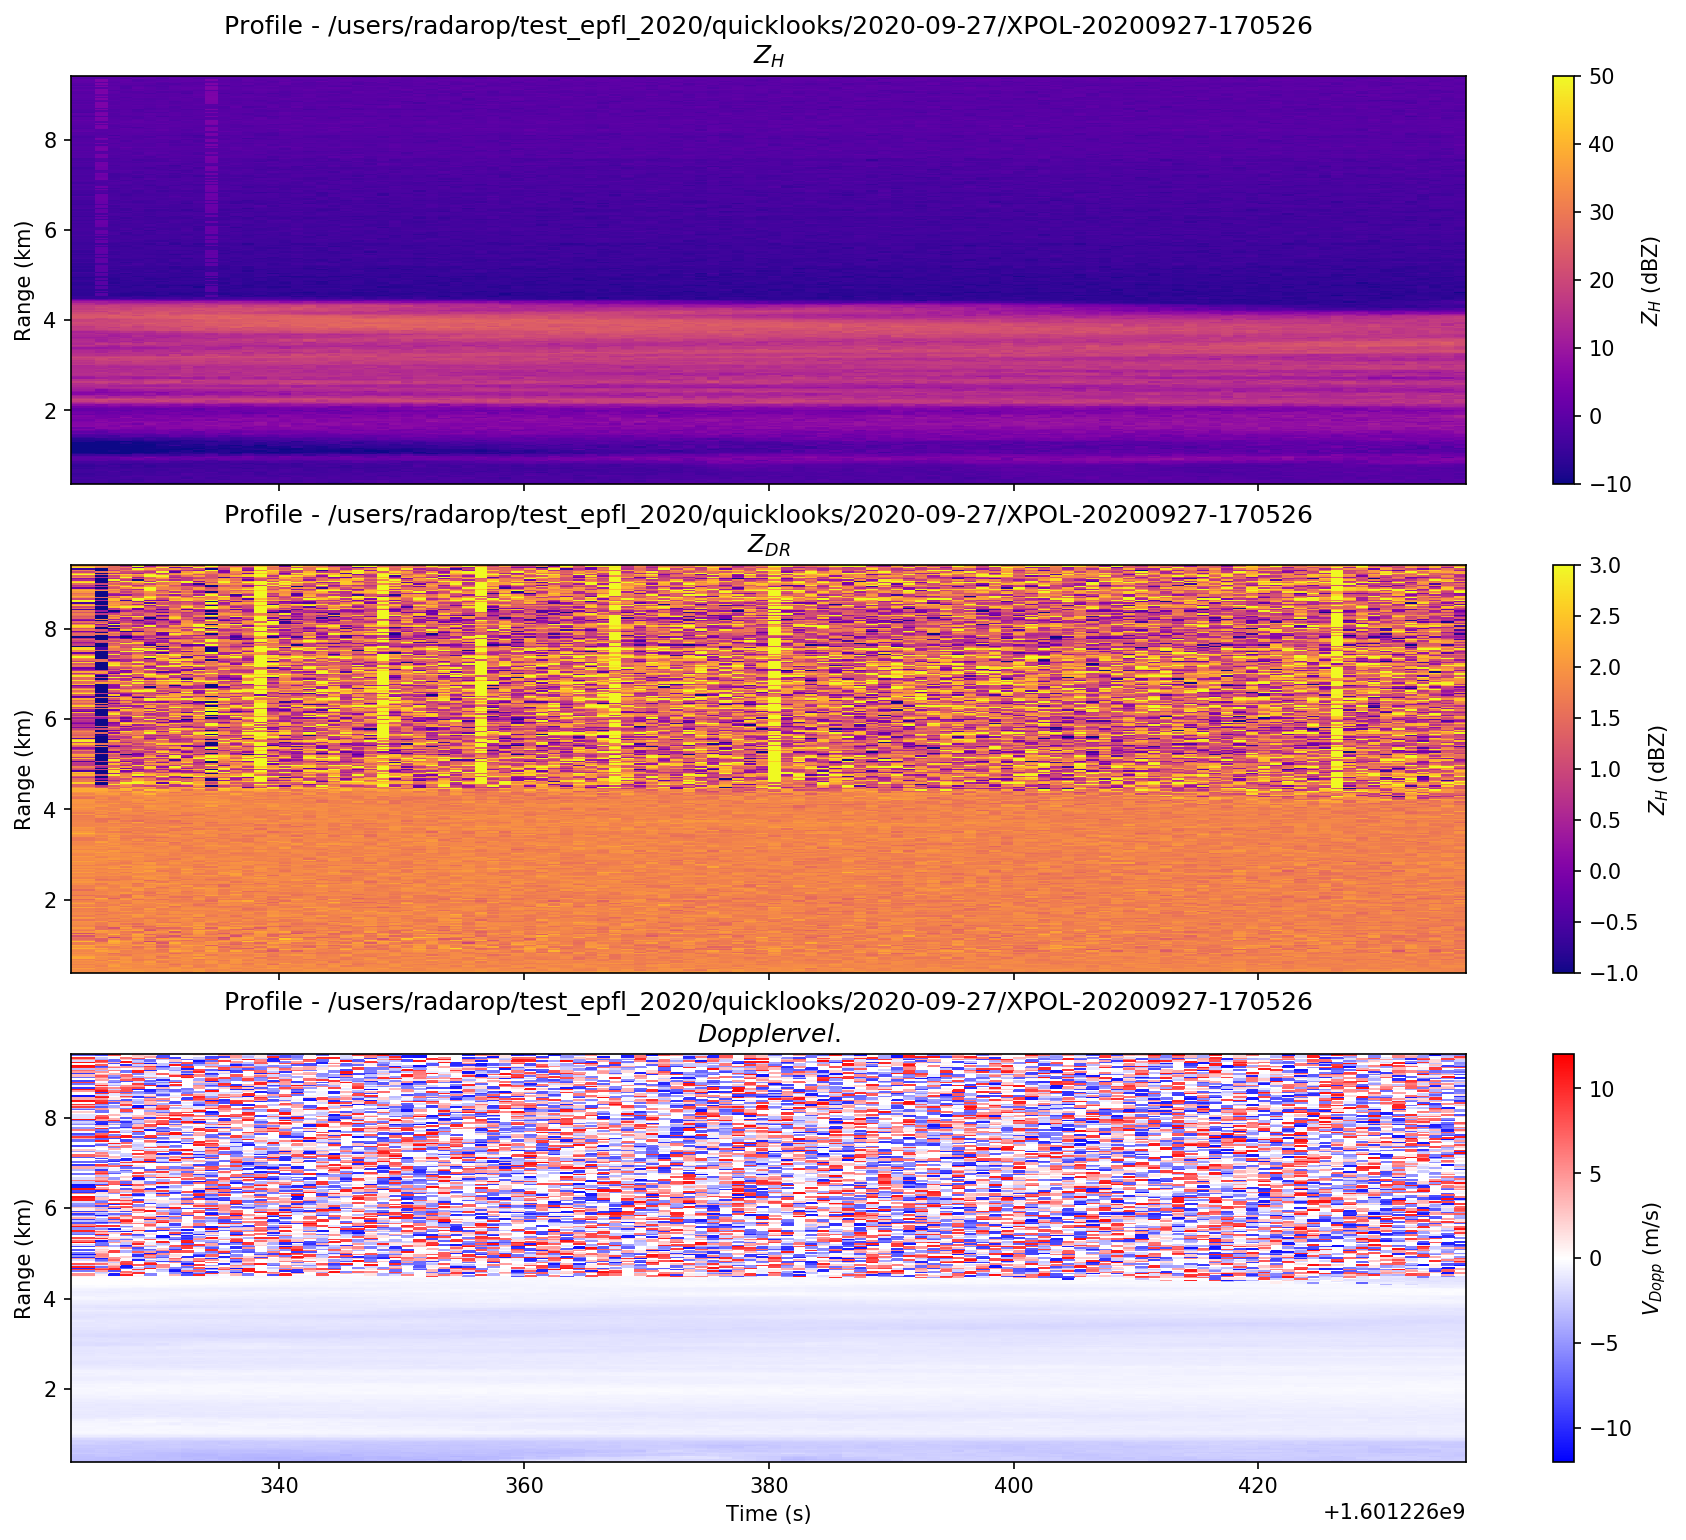 Profile - /users/radarop/test_epfl_2020/quicklooks/2020-09-27/XPOL-20200927-170526
Z_H
Range (km)
8
6
4
2
50
40
30
20
10
0
−10
Z_H (dBZ)
Profile - /users/radarop/test_epfl_2020/quicklooks/2020-09-27/XPOL-20200927-170526
Z_DR
Range (km)
8
6
4
2
3.0
2.5
2.0
1.5
1.0
0.5
0.0
−0.5
−1.0
Z_H (dBZ)
Profile - /users/radarop/test_epfl_2020/quicklooks/2020-09-27/XPOL-20200927-170526
Dopplervel.
Range (km)
8
6
4
2
10
5
0
−5
−10
V_Dopp (m/s)
340 360 380 400 420
Time (s)
+1.601226e9